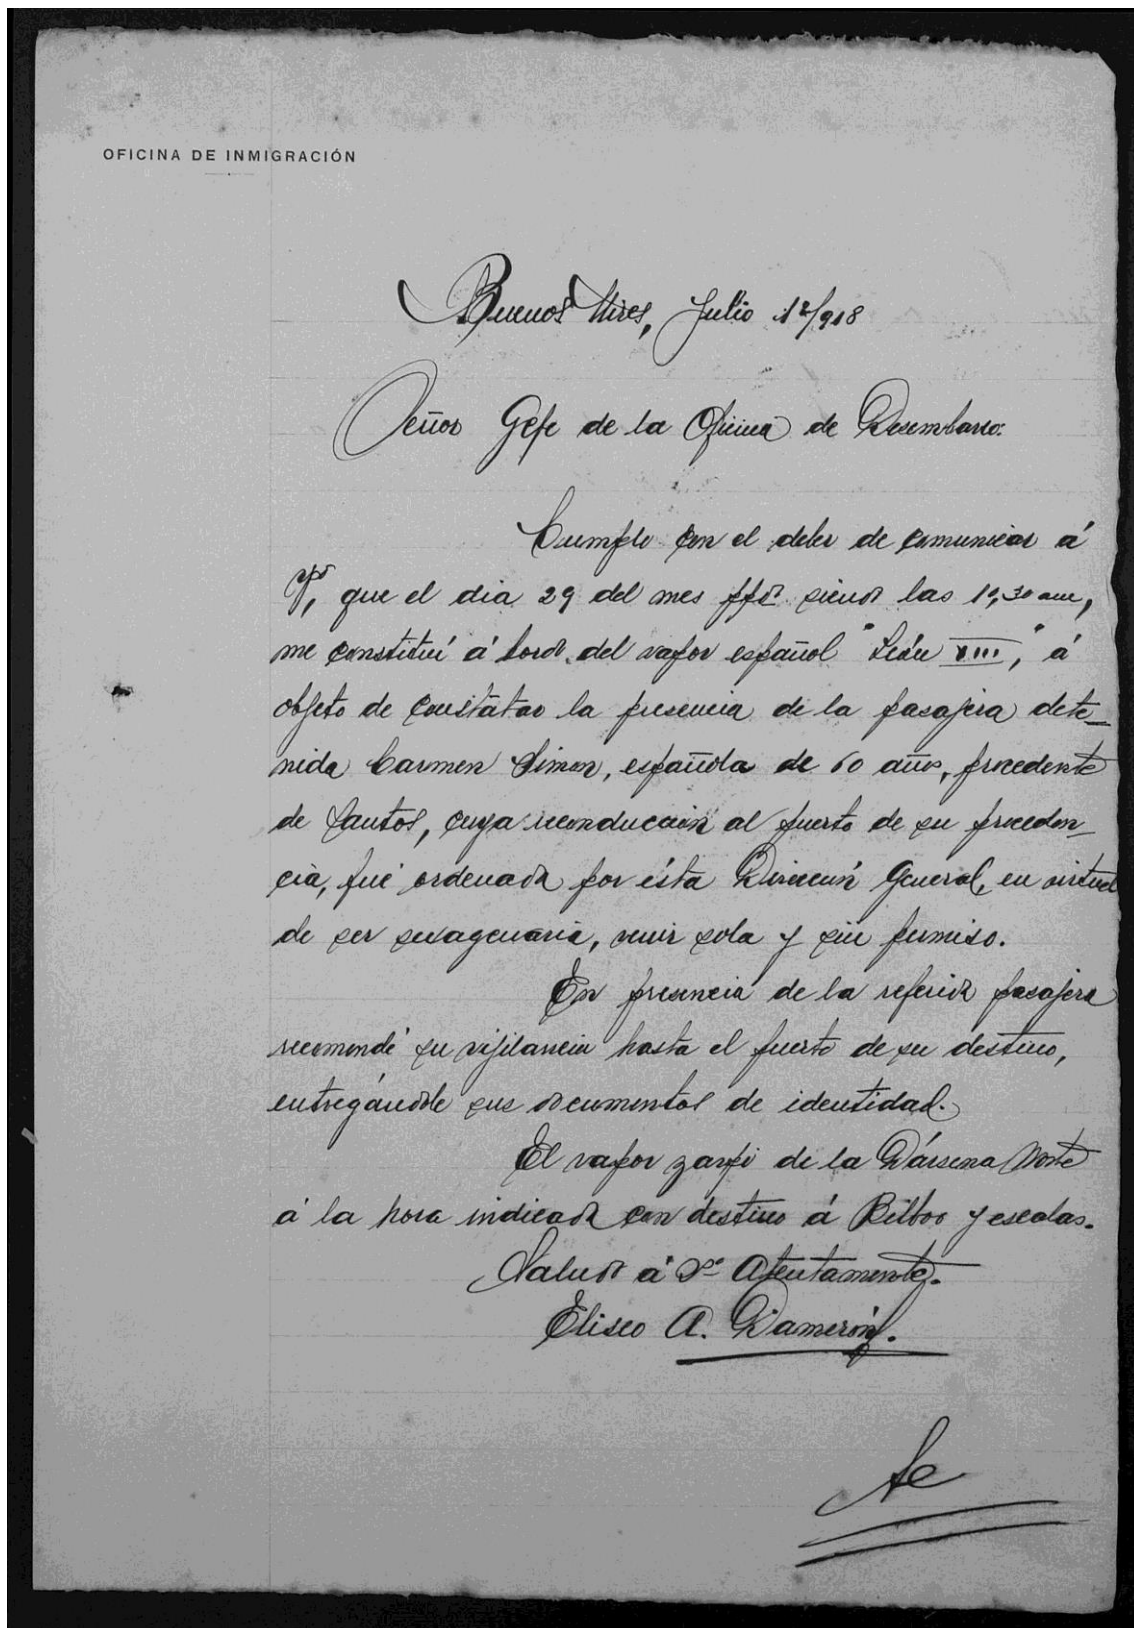 OFICINA DE INMIGRACIÓN
Buenos Aires, Julio 1º/918
Señor Gefe de la Oficina de Desembarco:
Cumplo con el deber de comunicar á
Vd, que el dia 29 del mes ppdo siendo las 10,30 am,
me constituí á bordo del vapor español "León XIII", á
objeto de constatar la presencia de la pasajera dete_
nida Carmen Simon, española de 60 años, procedente
de Santos, cuya reconducción al puerto de su proceden_
cia, fué ordenada por ésta Dirección General, en virtud
de ser sexagenaria, venir sola y sin permiso.
En presencia de la referida pasajera
recomendé su vijilancia hasta el puerto de su destino,
entregándole sus documentos de identidad.
El vapor zarpó de la Dársena Norte
á la hora indicada con destino á Bilbao y escalas.
Saludo á Vd Atentamente.
Eliseo A. Damerón.